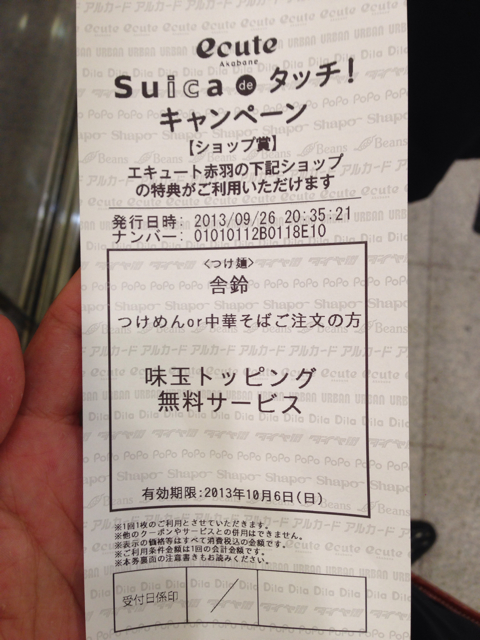 ecute
Akabane
Suica de タッチ!
キャンペーン
【ショップ賞】
エキュート赤羽の下記ショップ
の特典がご利用いただけます
発行日時: 2013/09/26 20:35:21
ナンバー: 01010112B0118E10
<つけ麺>
舎鈴
つけめんor中華そばご注文の方
味玉トッピング
無料サービス
有効期限:2013年10月6日(日)
※1回1枚のご利用とさせていただきます。
※他のクーポンやサービスとの併用はできません。
※表示の価格等はすべて消費税込の金額です。
※ご利用条件金額は1回の会計金額です。
※本券裏面の注意書きもお読みください。
受付日係印